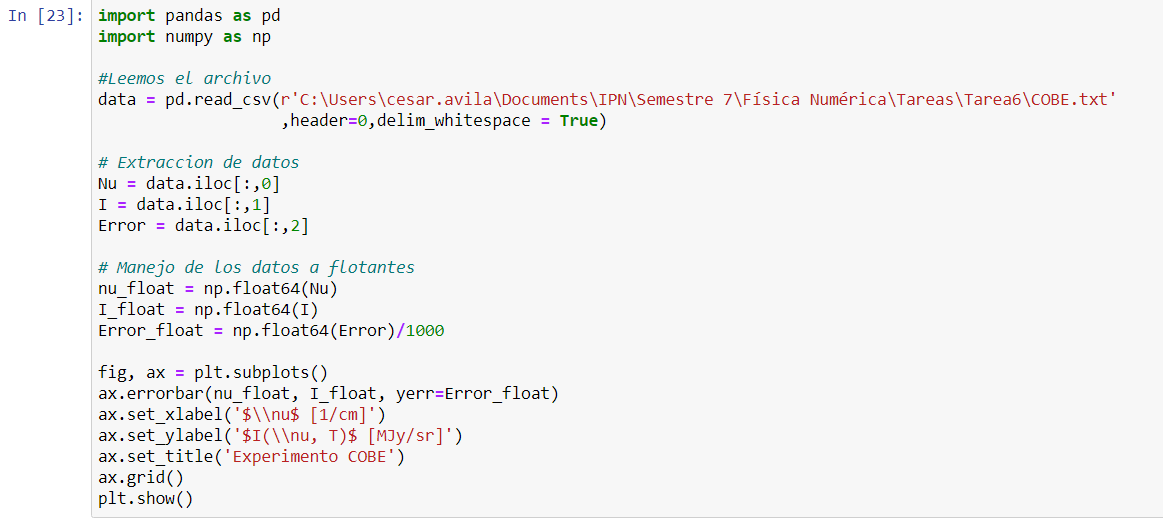 In [23]: import pandas as pd
import numpy as np
#Leemos el archivo
data = pd.read_csv(r'C:\Users\cesar.avila\Documents\IPN\Semestre 7\Física Numérica\Tareas\Tarea6\COBE.txt'
,header=0,delim_whitespace = True)
# Extraccion de datos
Nu = data.iloc[:,0]
I = data.iloc[:,1]
Error = data.iloc[:,2]
# Manejo de los datos a flotantes
nu_float = np.float64(Nu)
I_float = np.float64(I)
Error_float = np.float64(Error)/1000
fig, ax = plt.subplots()
ax.errorbar(nu_float, I_float, yerr=Error_float)
ax.set_xlabel('$\\nu$ [1/cm]')
ax.set_ylabel('$I(\\nu, T)$ [MJy/sr]')
ax.set_title('Experimento COBE')
ax.grid()
plt.show()